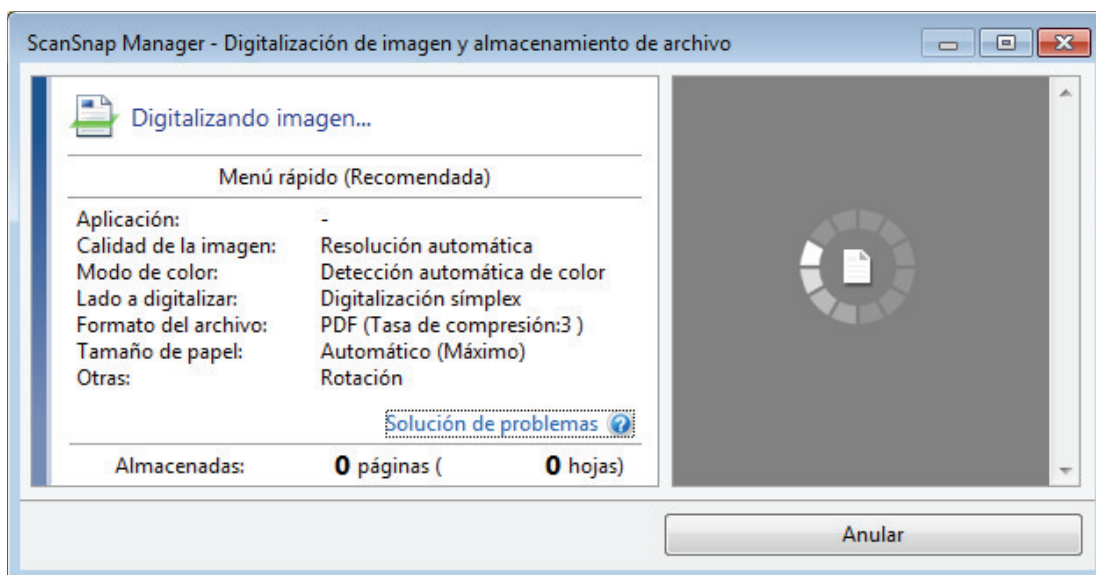 ScanSnap Manager - Digitalización de imagen y almacenamiento de archivo
Digitalizando imagen...
Menú rápido (Recomendada)
Aplicación: -
Calidad de la imagen: Resolución automática
Modo de color: Detección automática de color
Lado a digitalizar: Digitalización símplex
Formato del archivo: PDF (Tasa de compresión:3 )
Tamaño de papel: Automático (Máximo)
Otras: Rotación
Solución de problemas
Almacenadas: 0 páginas ( 0 hojas)
Anular